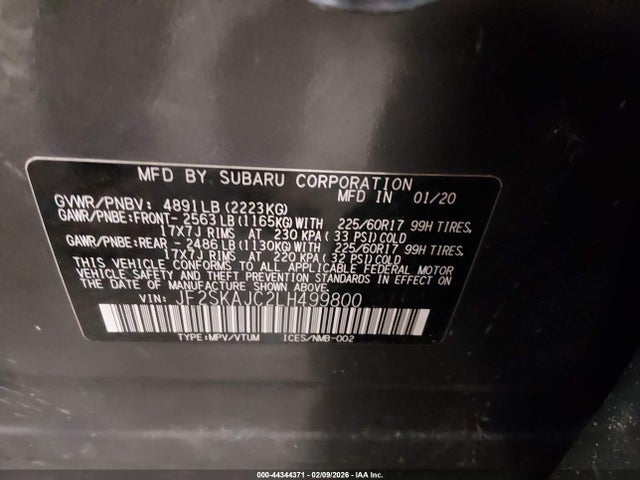 MFD BY SUBARU CORPORATION
GVWR/PNBV: 4891LB(2223KG) MFD IN 01/20
GAWR/PNBE:FRONT- 2563LB(1165KG)WITH 225/60R17 99H TIRES,
17X7J RIMS AT 230 KPA(33 PSI)COLD
GAWR/PNBE:REAR - 2486LB(1130KG)WITH 225/60R17 99H TIRES,
17X7J RIMS AT 220 KPA(32 PSI)COLD
THIS VEHICLE CONFORMS TO ALL APPLICABLE FEDERAL MOTOR
VEHICLE SAFETY AND THEFT PREVENTION STANDARDS IN EFFECT ON
THE DATE OF MANUFACTURE SHOWN ABOVE.
VIN: JF2SKAJC2LH499800
TYPE:MPV/VTUM ICES/NMB-002
000-44344371 - 02/09/2026 - IAA Inc.